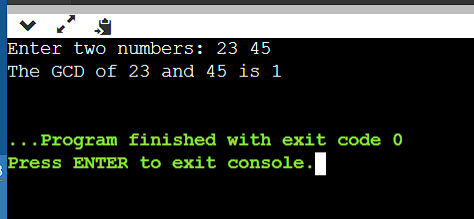 Enter two numbers: 23 45
The GCD of 23 and 45 is 1
...Program finished with exit code 0
Press ENTER to exit console.